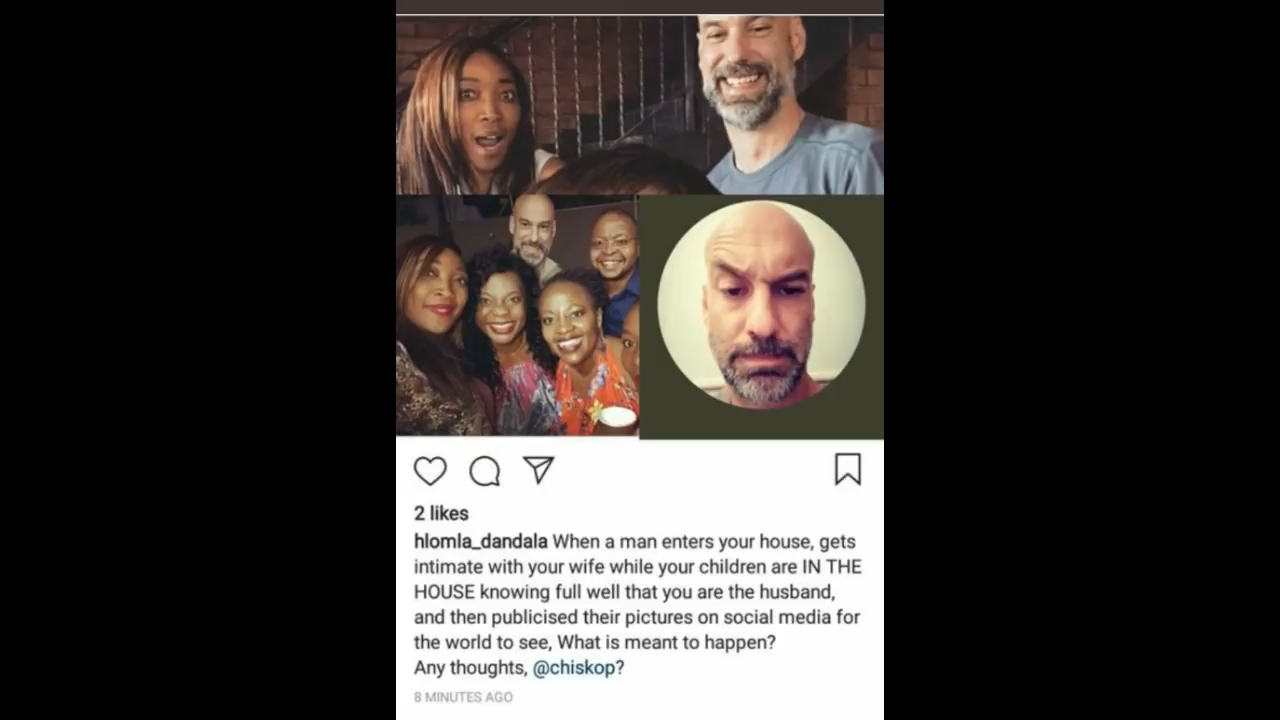 2 likes
hlomla_dandala When a man enters your house, gets
intimate with your wife while your children are IN THE
HOUSE knowing full well that you are the husband,
and then publicised their pictures on social media for
the world to see, What is meant to happen?
Any thoughts, @chiskop?
8 MINUTES AGO